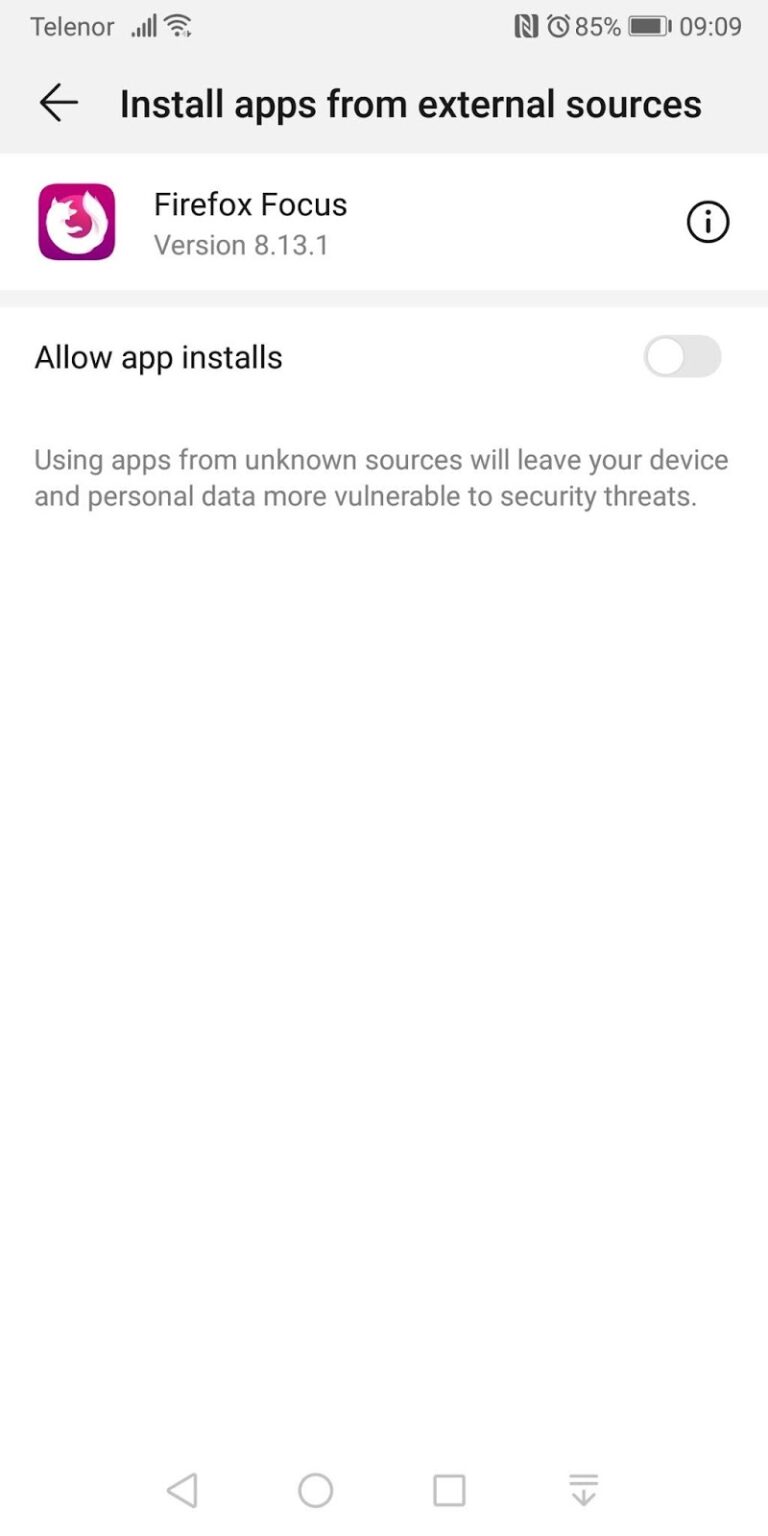 Telenor 85% 09:09
Install apps from external sources
Firefox Focus
Version 8.13.1
Allow app installs
Using apps from unknown sources will leave your device
and personal data more vulnerable to security threats.